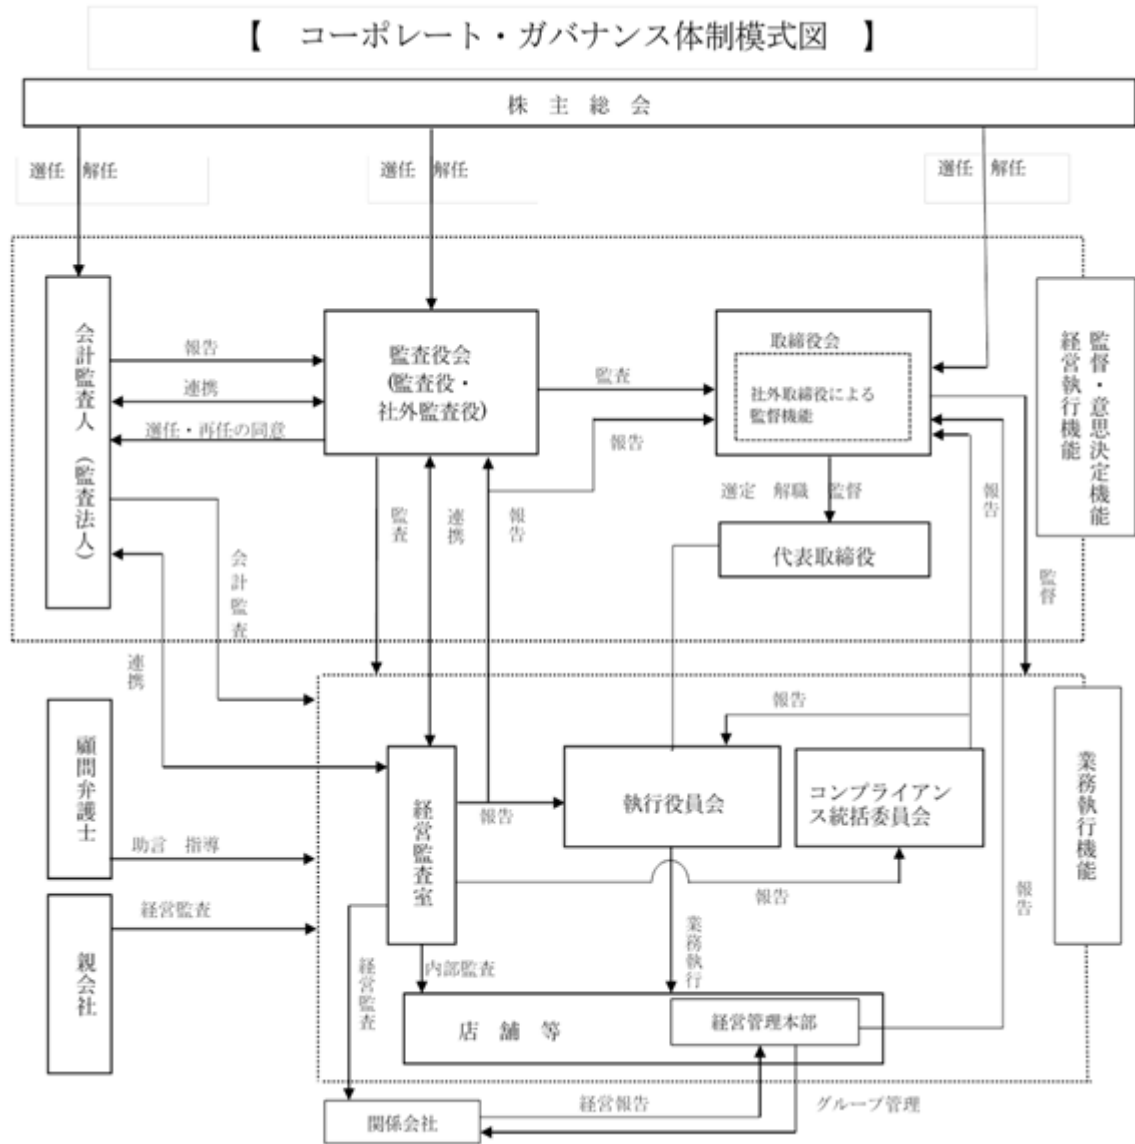 【　コーポレート・ガバナンス体制模式図　】
株　主　総　会
選任　解任
選任　解任
選任　解任
会計監査人（監査法人）
報告
連携
選任・再任の同意
監査役会
(監査役・
社外監査役)
監査
報告
取締役会
社外取締役による
監督機能
選定　解職　監督
代表取締役
監督・意思決定機能
経営執行機能
監査
連携
報告
報告
監督
会計監査
連携
顧問弁護士
助言　指導
親会社
経営監査
経営監査室
報告
執行役員会
報告
コンプライアン
ス統括委員会
業務執行機能
報告
報告
業務執行
内部監査
経営監査
店　舗　等
経営管理本部
関係会社
経営報告
グループ管理